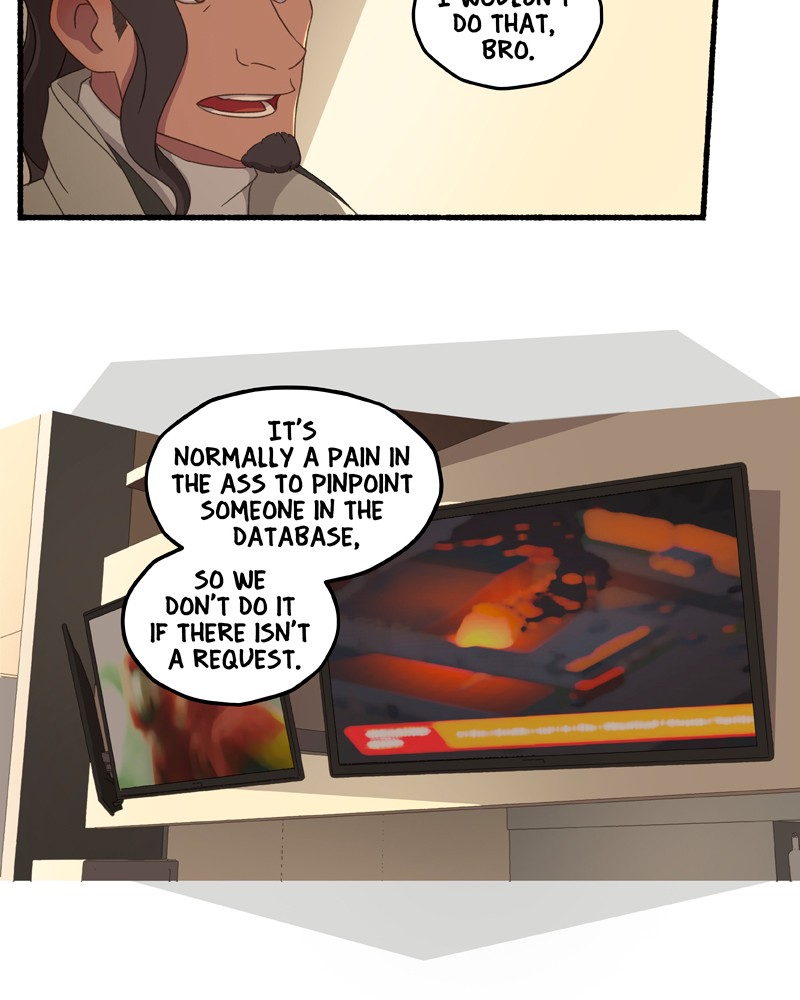 I WOULDN'T
DO THAT,
BRO.
IT'S
NORMALLY A PAIN IN
THE ASS TO PINPOINT
SOMEONE IN THE
DATABASE,
SO WE
DON'T DO IT
IF THERE ISN'T
A REQUEST.